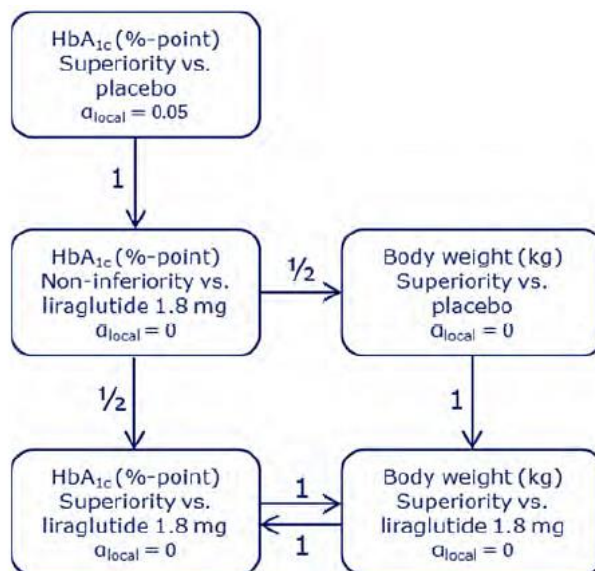 HbA1c (%-point)
Superiority vs.
placebo
αlocal = 0.05
1
HbA1c (%-point)
Non-inferiority vs.
liraglutide 1.8 mg
αlocal = 0
½
Body weight (kg)
Superiority vs.
placebo
αlocal = 0
½
1
HbA1c (%-point)
Superiority vs.
liraglutide 1.8 mg
αlocal = 0
1
1
Body weight (kg)
Superiority vs.
liraglutide 1.8 mg
αlocal = 0